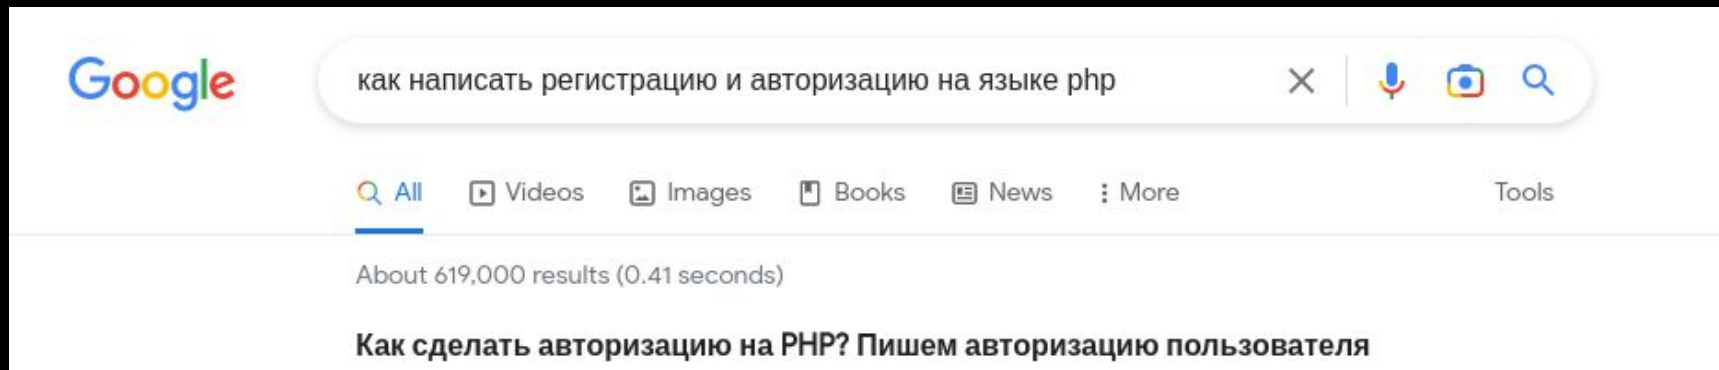 Google
как написать регистрацию и авторизацию на языке php
All Videos Images Books News More Tools
About 619,000 results (0.41 seconds)
Как сделать авторизацию на PHP? Пишем авторизацию пользователя